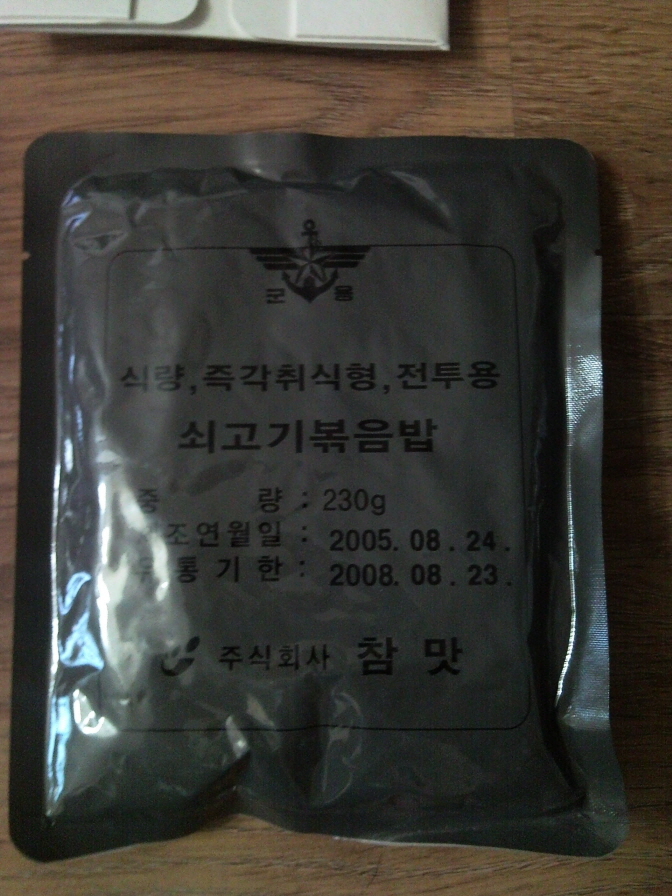 군 용
식량,즉각취식형,전투용
쇠고기볶음밥
중 량 : 230g
제조연월일 : 2005. 08. 24.
유통기한 : 2008. 08. 23.
주식회사 참맛